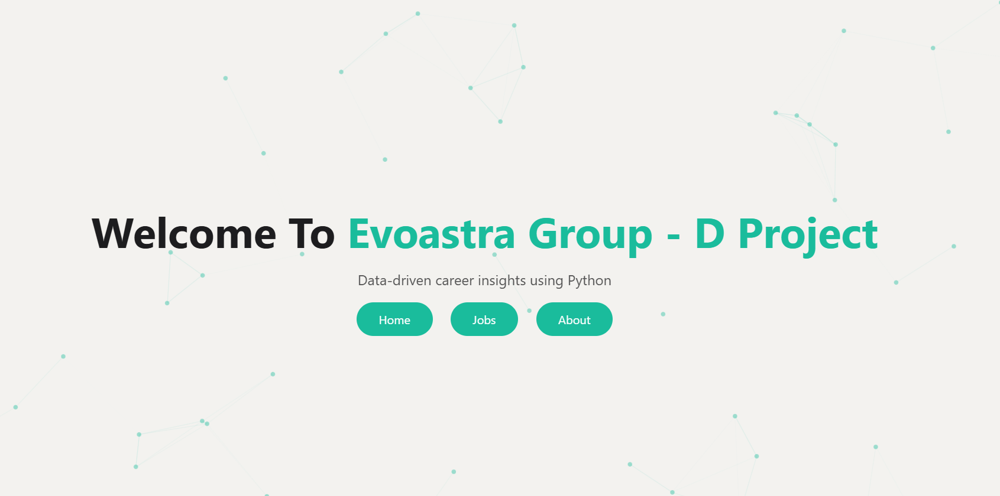 Welcome To Evoastra Group - D Project
Data-driven career insights using Python
Home Jobs About